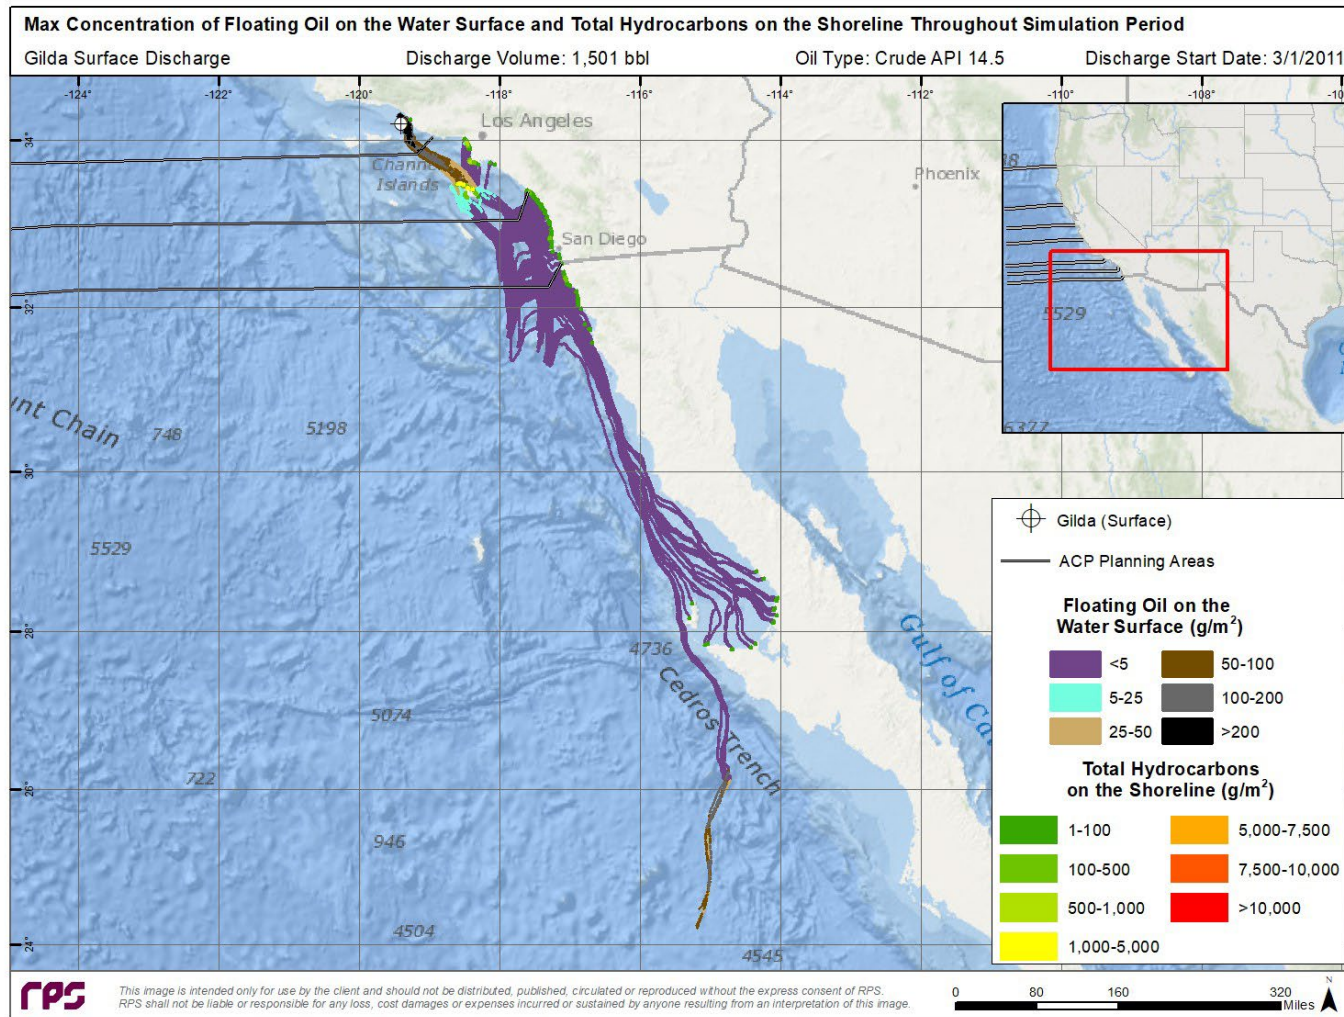 Max Concentration of Floating Oil on the Water Surface and Total Hydrocarbons on the Shoreline Throughout Simulation Period
Gilda Surface Discharge Discharge Volume: 1,501 bbl Oil Type: Crude API 14.5 Discharge Start Date: 3/1/2011
-124° -122° -120° -118° -116° -114° -112° -110° -108°
34°
Los Angeles
Islands
Phoenix
San Diego
32°
5529
unt Chain
748
5198
30°
5529
28°
4736
Cedros Trench
5074
722
26°
946
4504
24°
4545
Gilda (Surface)
ACP Planning Areas
Floating Oil on the
Water Surface (g/m²)
<5 50-100
5-25 100-200
25-50 >200
Total Hydrocarbons
on the Shoreline (g/m²)
1-100 5,000-7,500
100-500 7,500-10,000
500-1,000 >10,000
1,000-5,000
Gulf of Ca
rps
This image is intended only for use by the client and should not be distributed, published, circulated or reproduced without the express consent of RPS.
RPS shall not be liable or responsible for any loss, cost damages or expenses incurred or sustained by anyone resulting from an interpretation of this image.
0 80 160 320
Miles
N